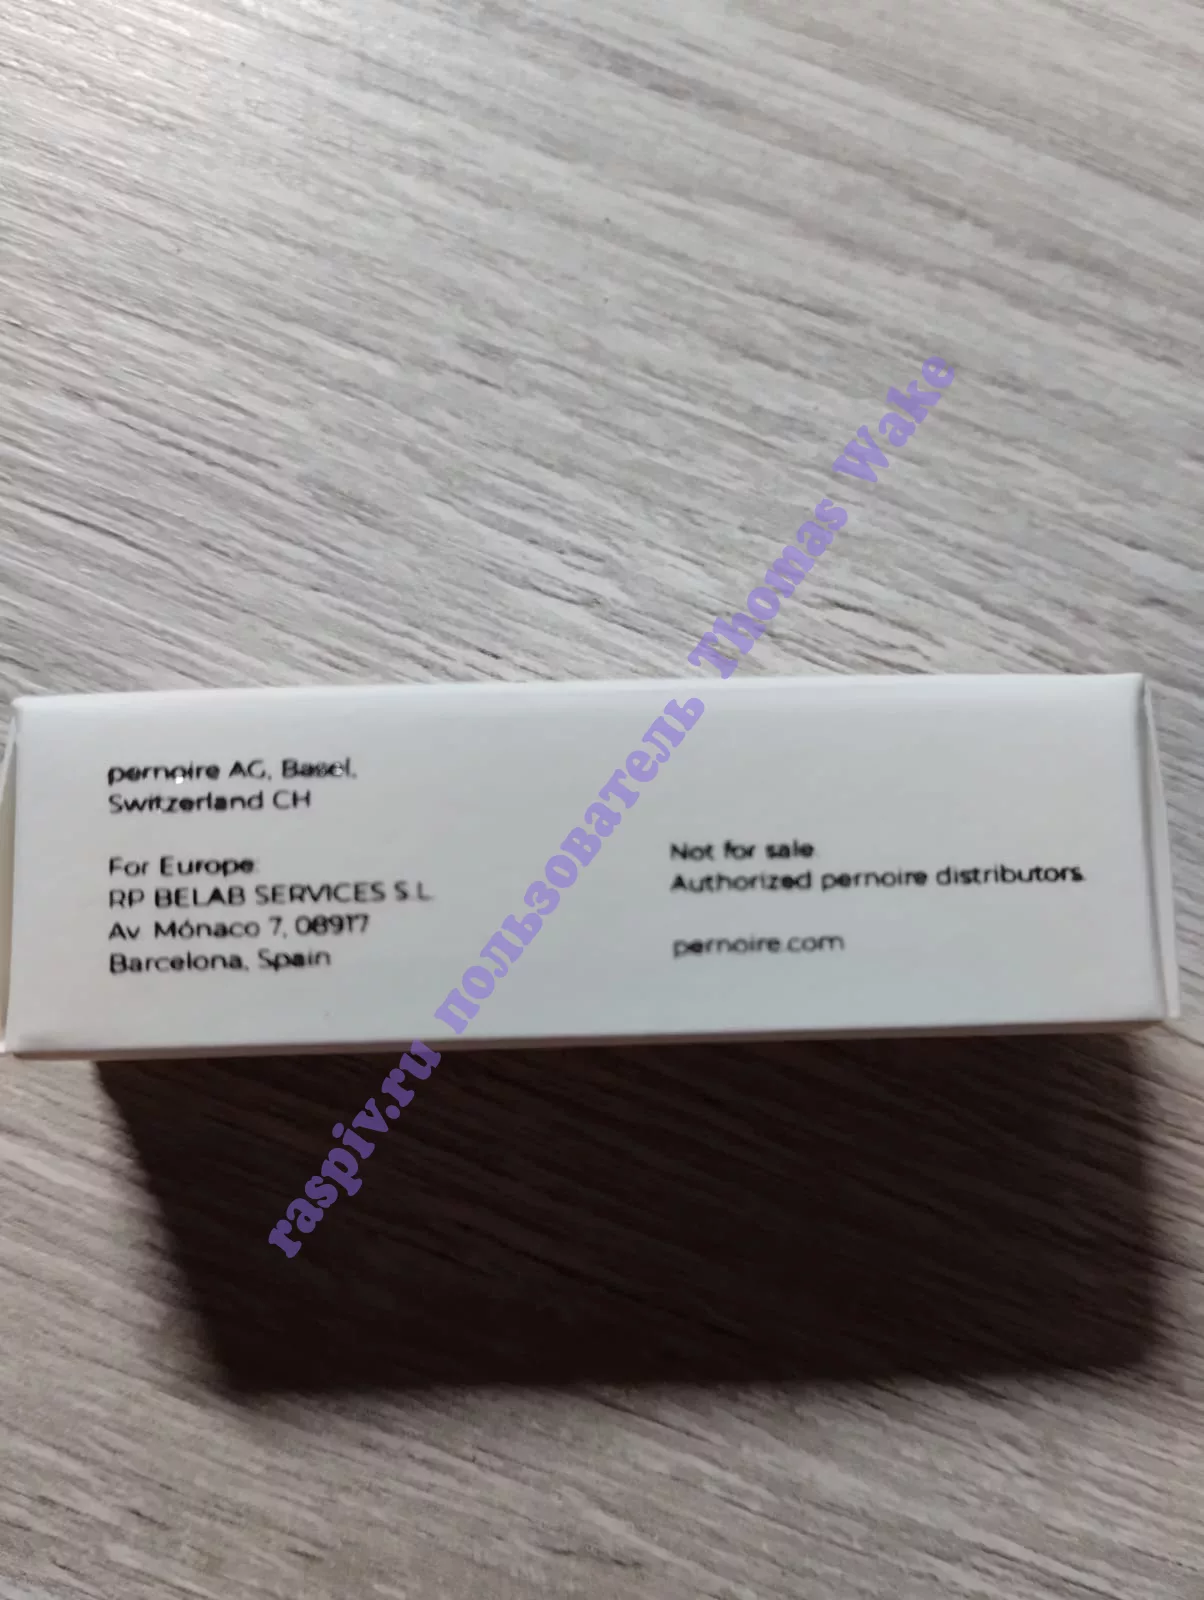 pernoire AG, Basel,
Switzerland CH
For Europe:
RP BELAB SERVICES S.L.
Av. Mónaco 7, 08917
Barcelona, Spain
Not for sale.
Authorized pernoire distributors.
pernoire.com
raspiv.ru пользователь Thomas Wake